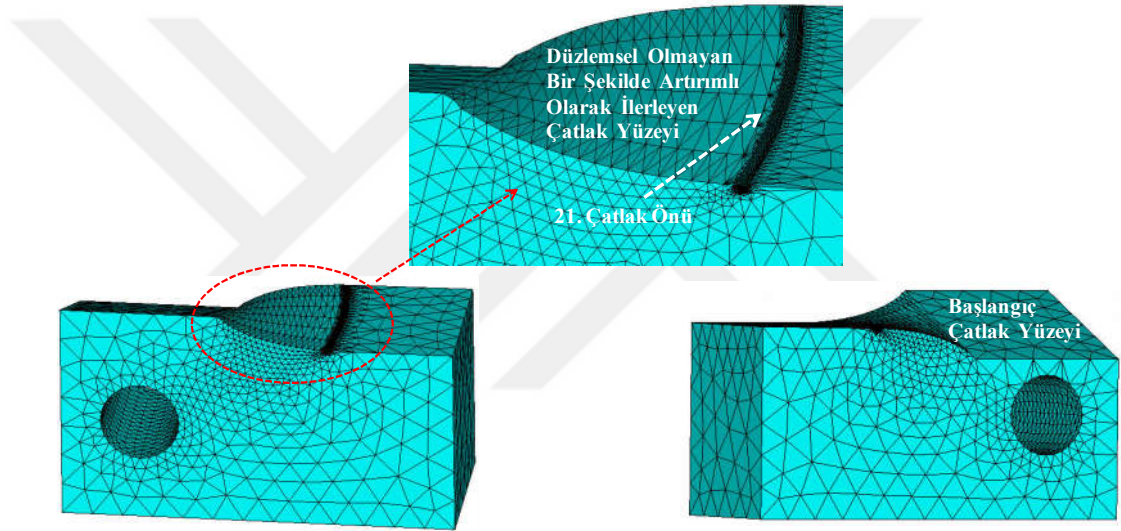 Düzlemsel Olmayan
Bir Şekilde Artırımlı
Olarak İlerleyen
Çatlak Yüzeyi
21. Çatlak Önü
Başlangıç
Çatlak Yüzeyi